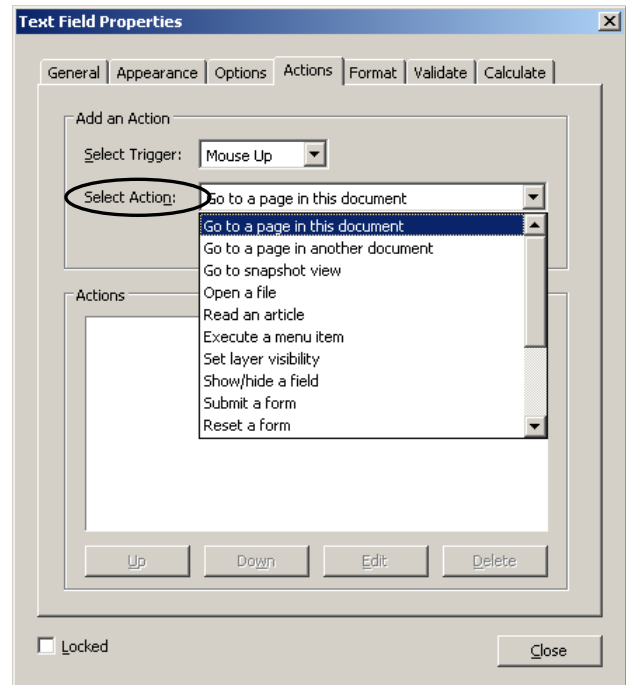 Text Field Properties
General Appearance Options Actions Format Validate Calculate
Add an Action
Select Trigger: Mouse Up
Select Action: Go to a page in this document
Go to a page in this document
Go to a page in another document
Go to snapshot view
Open a file
Read an article
Execute a menu item
Set layer visibility
Show/hide a field
Submit a form
Reset a form
Actions
Up Down Edit Delete
Locked Close